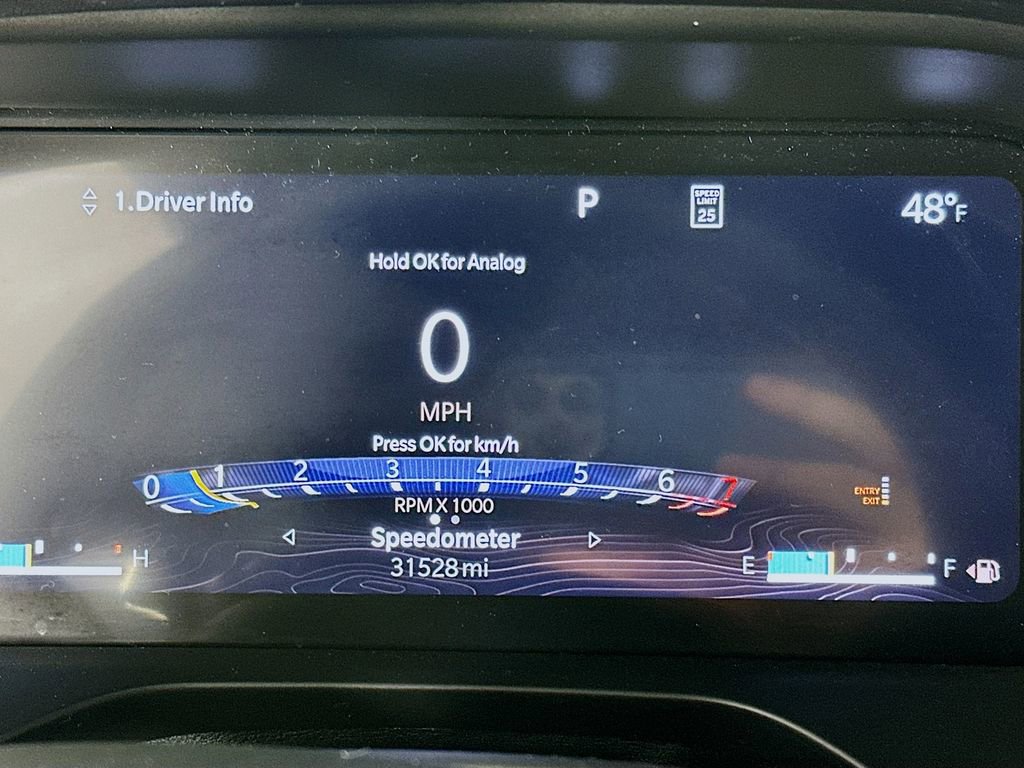 1.Driver Info
P
SPEED
LIMIT
25
48°F
Hold OK for Analog
0
MPH
Press OK for km/h
0 1 2 3 4 5 6 7
RPM X 1000
ENTRY
EXIT
Speedometer
31528 mi
H
E F